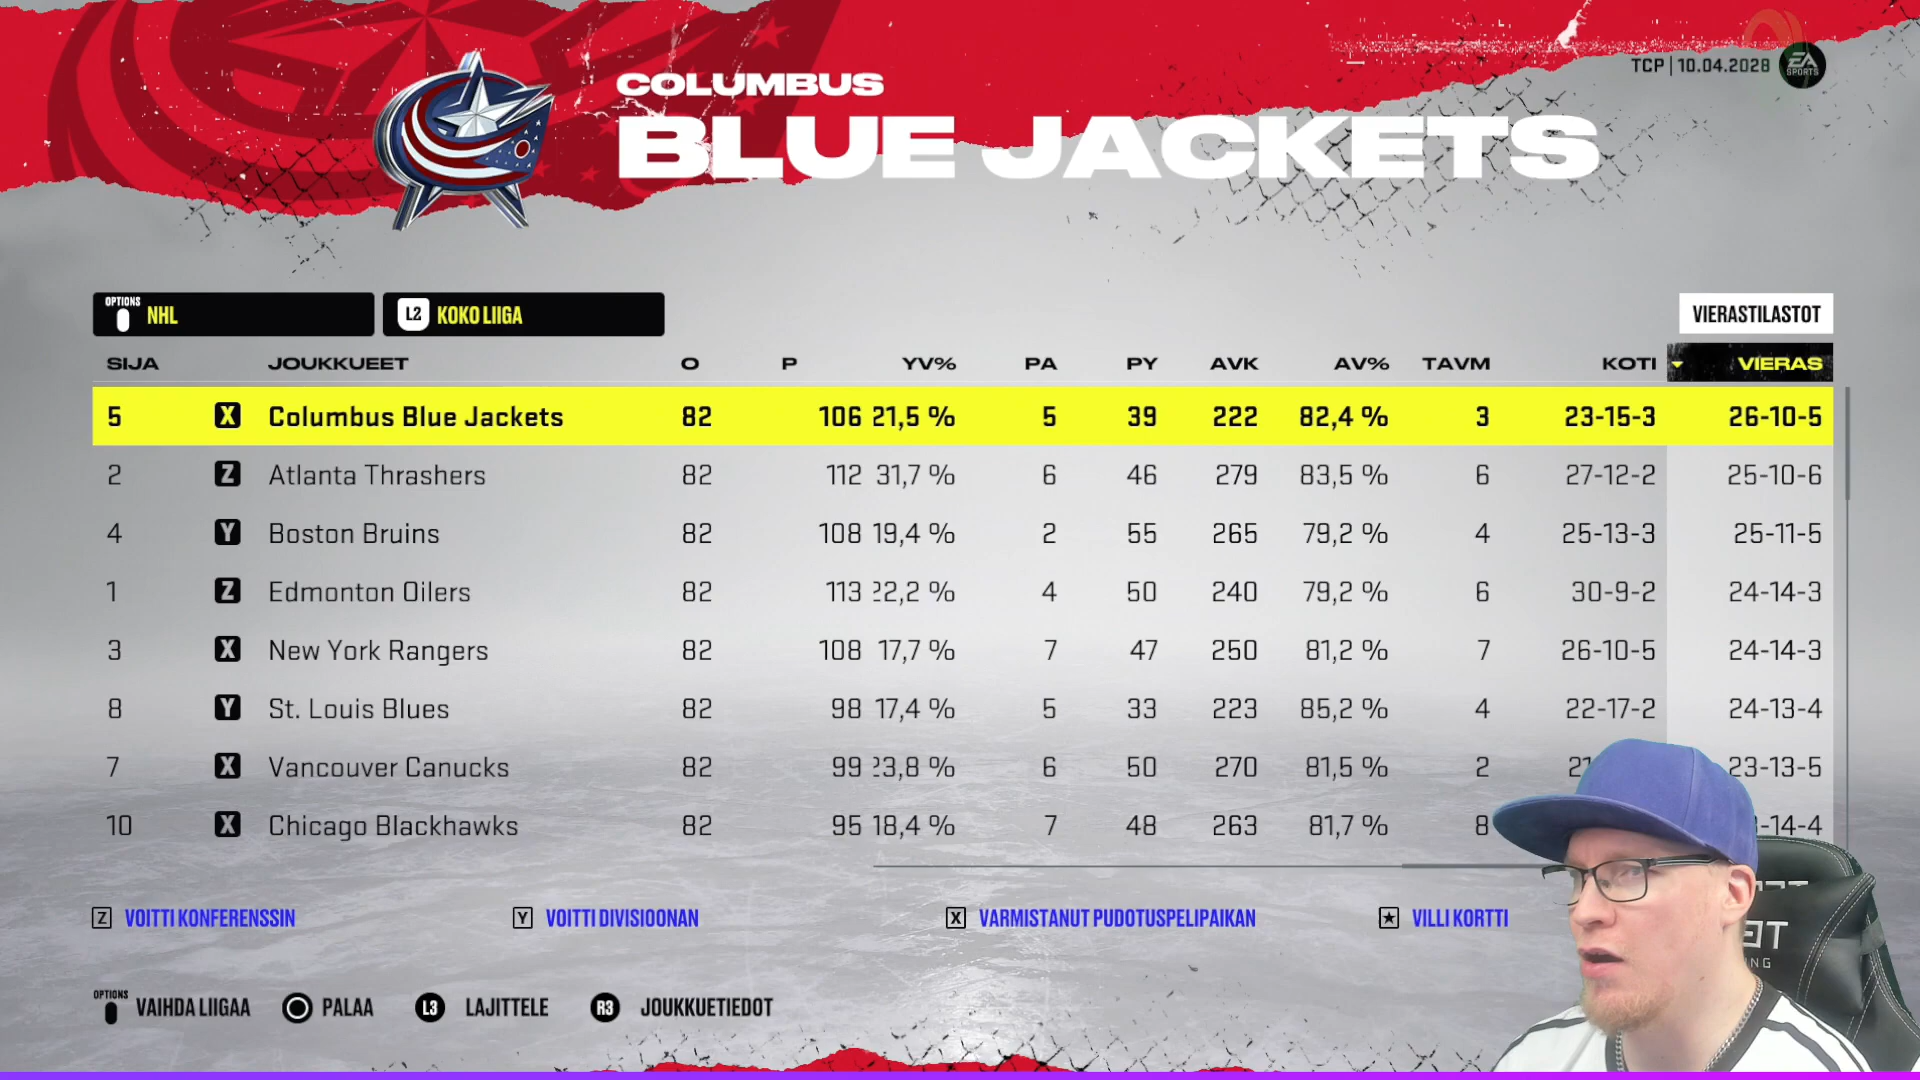 COLUMBUS
BLUE JACKETS
TCP | 10.04.2028
EA SPORTS
OPTIONS NHL
L2 KOKO LIIGA
VIERASTILASTOT
SIJA JOUKKUEET O P YV% PA PY AVK AV% TAVM KOTI VIERAS
5 X Columbus Blue Jackets 82 106 21,5 % 5 39 222 82,4 % 3 23-15-3 26-10-5
2 Z Atlanta Thrashers 82 112 31,7 % 6 46 279 83,5 % 6 27-12-2 25-10-6
4 Y Boston Bruins 82 108 19,4 % 2 55 265 79,2 % 4 25-13-3 25-11-5
1 Z Edmonton Oilers 82 113 22,2 % 4 50 240 79,2 % 6 30-9-2 24-14-3
3 X New York Rangers 82 108 17,7 % 7 47 250 81,2 % 7 26-10-5 24-14-3
8 Y St. Louis Blues 82 98 17,4 % 5 33 223 85,2 % 4 22-17-2 24-13-4
7 X Vancouver Canucks 82 99 23,8 % 6 50 270 81,5 % 2 23-13-5
10 X Chicago Blackhawks 82 95 18,4 % 7 48 263 81,7 % 8
Z VOITTI KONFERENSSIN Y VOITTI DIVISIOONAN X VARMISTANUT PUDOTUSPELIPAIKAN ★ VILLI KORTTI
OPTIONS VAIHDA LIIGAA PALAA L3 LAJITTELE R3 JOUKKUETIEDOT